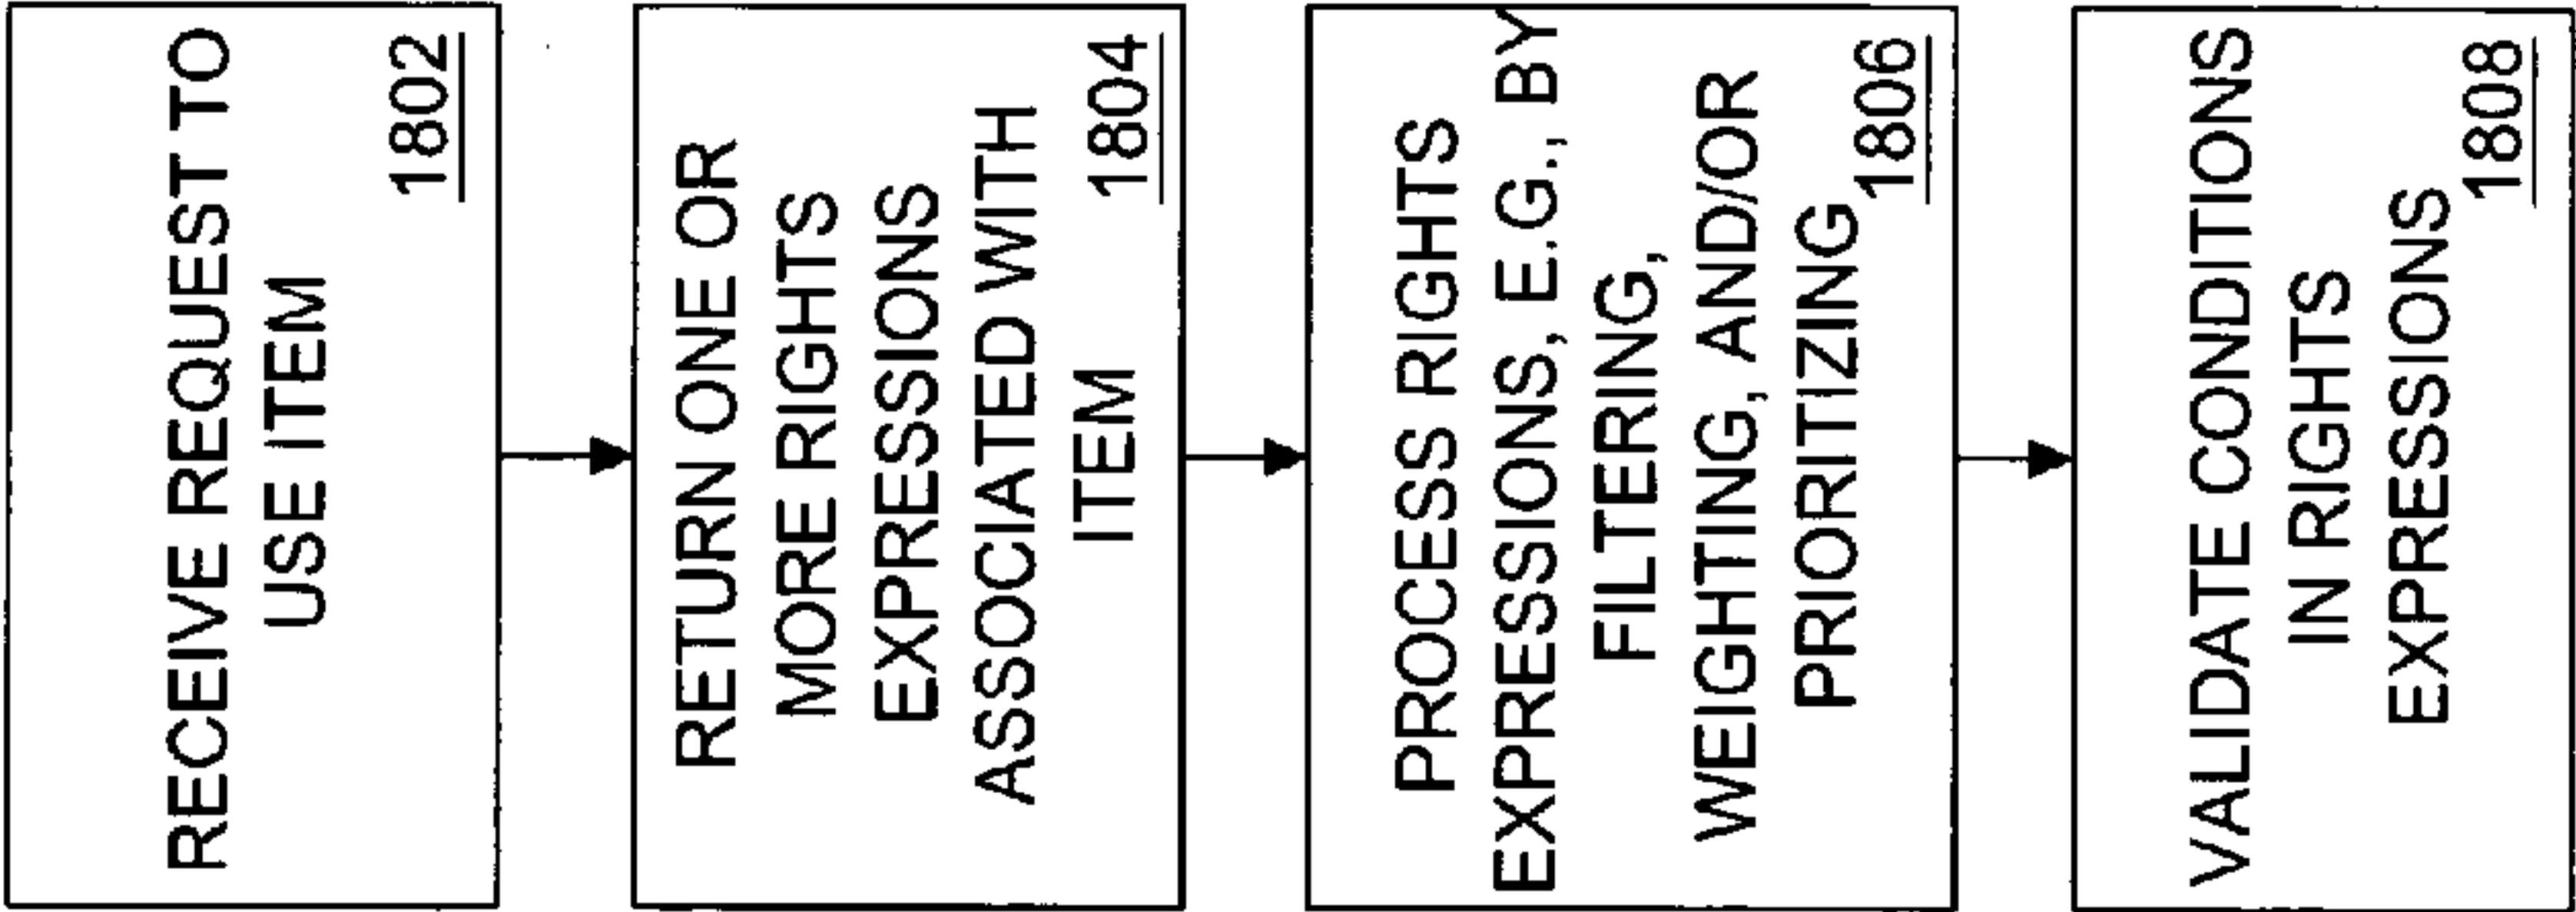 RECEIVE REQUEST TO
USE ITEM
1802
RETURN ONE OR
MORE RIGHTS
EXPRESSIONS
ASSOCIATED WITH
ITEM
1804
PROCESS RIGHTS
EXPRESSIONS, E.G., BY
FILTERING,
WEIGHTING, AND/OR
PRIORITIZING
1806
VALIDATE CONDITIONS
IN RIGHTS
EXPRESSIONS
1808